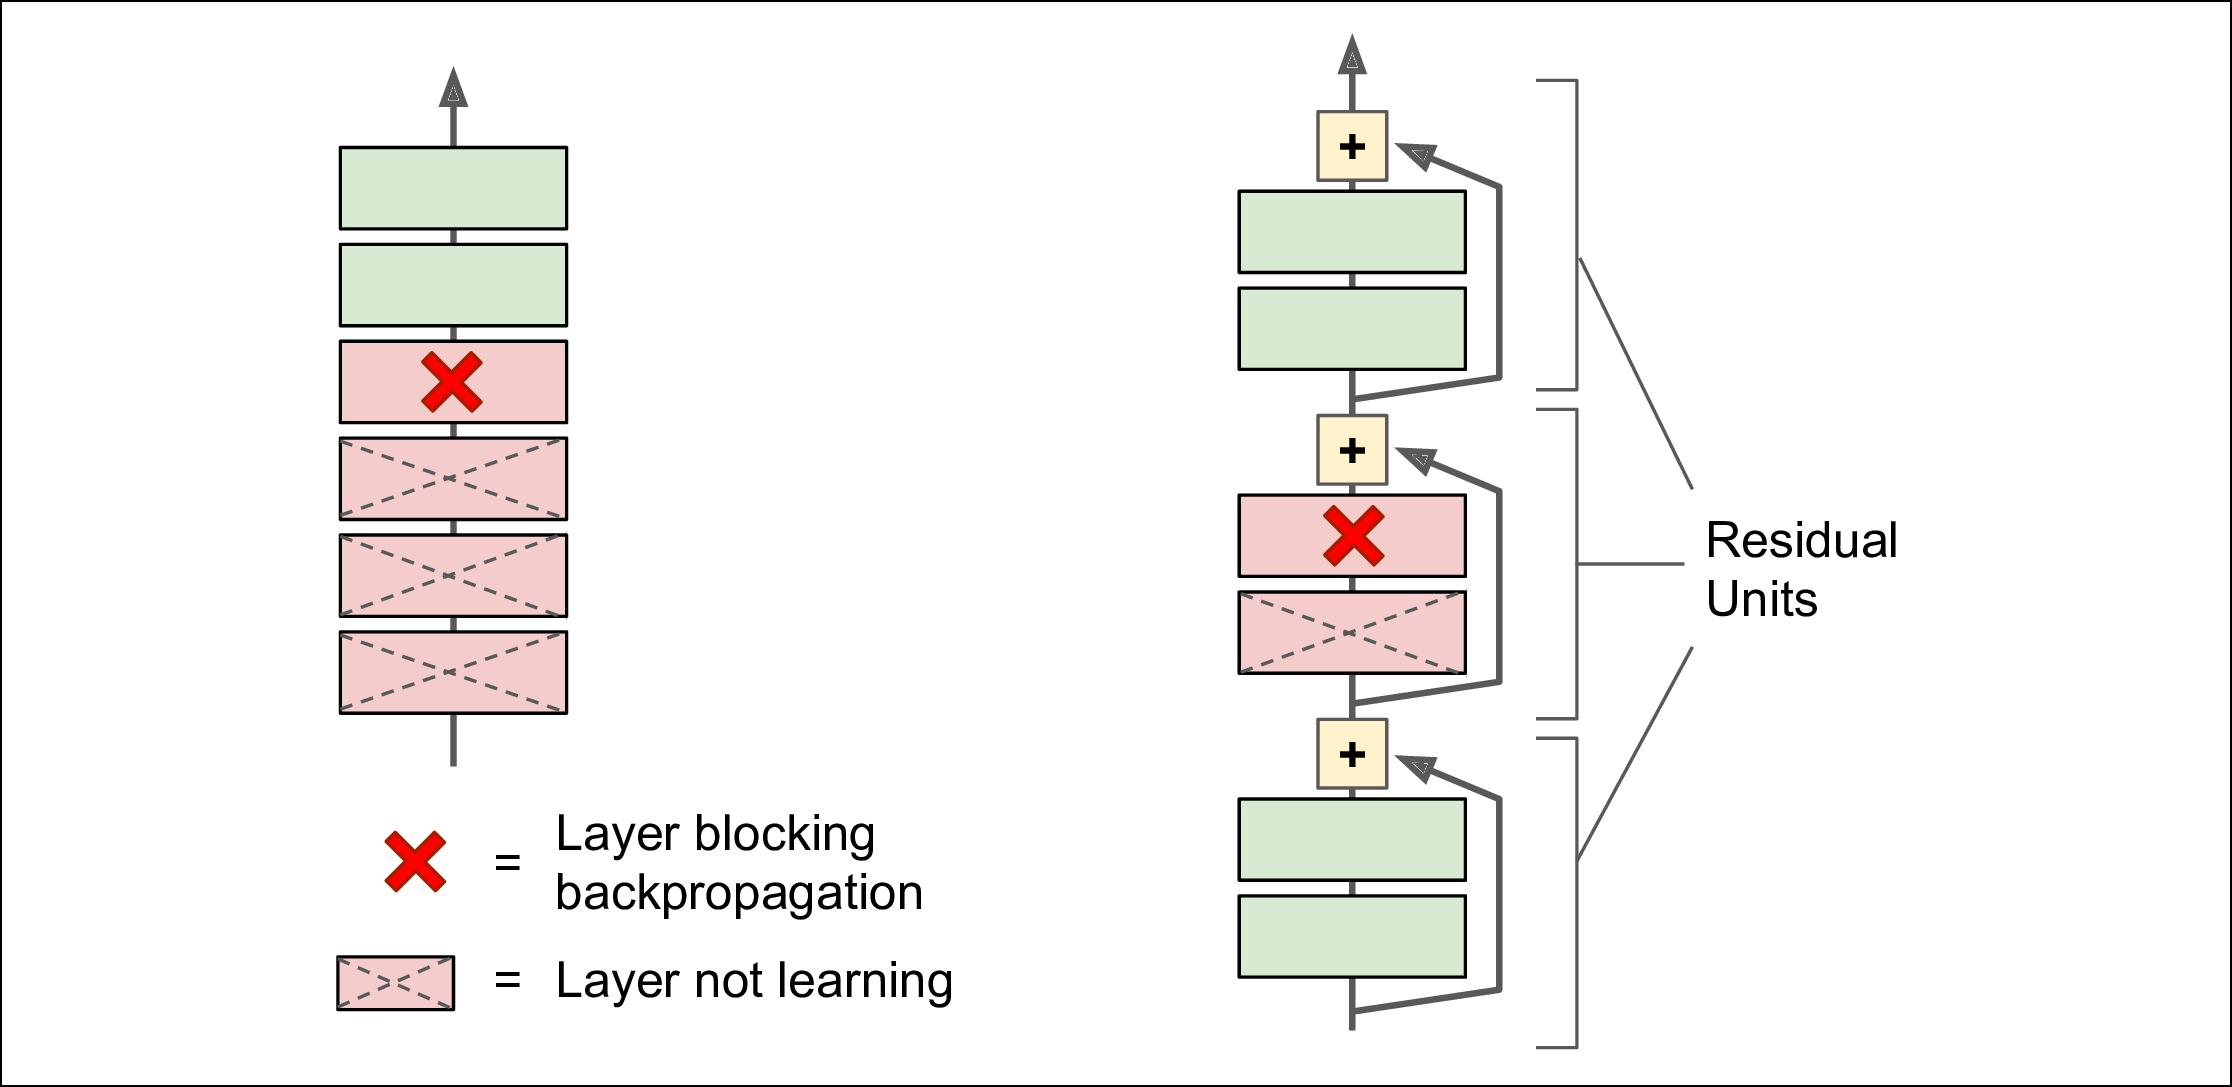 +
+
+
Residual
Units
= Layer blocking
backpropagation
= Layer not learning